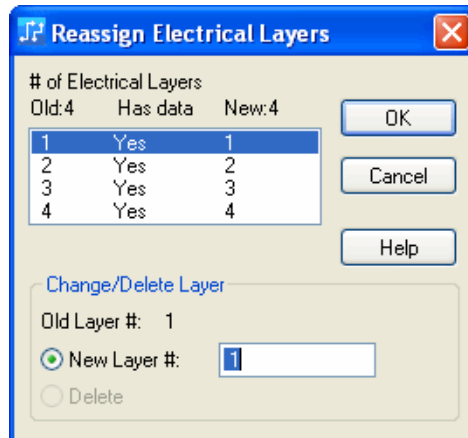 Reassign Electrical Layers
# of Electrical Layers
Old:4 Has data New:4
1 Yes 1
2 Yes 2
3 Yes 3
4 Yes 4
OK
Cancel
Help
Change/Delete Layer
Old Layer #: 1
New Layer #: 1
Delete